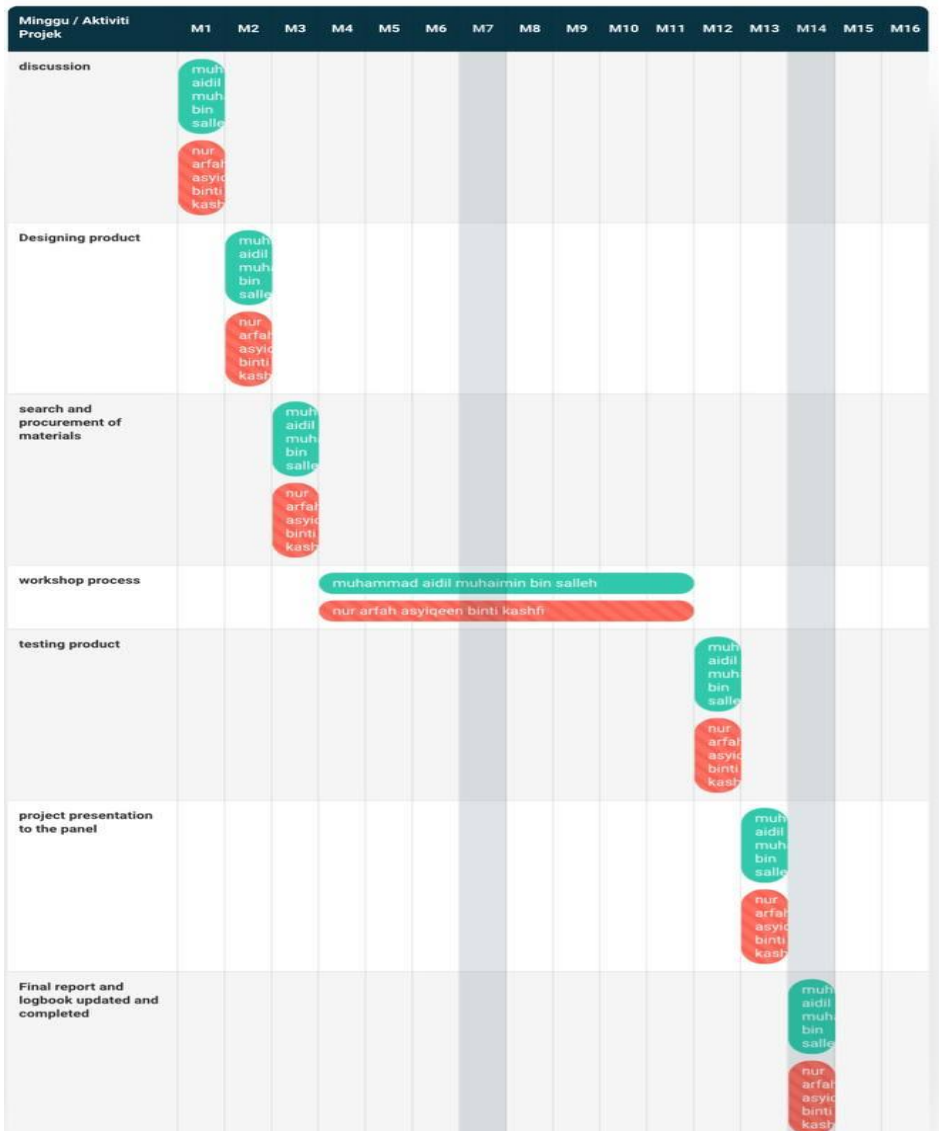 Minggu / Aktiviti
Projek
M1 M2 M3 M4 M5 M6 M7 M8 M9 M10 M11 M12 M13 M14 M15 M16
discussion
muh
aidil
muh
bin
salle
nur
arfah
asyiq
binti
kash
Designing product
muh
aidil
muha
bin
salle
nur
arfah
asyiq
binti
kash
search and
procurement of
materials
muh
aidil
muh
bin
salle
nur
arfah
asyiq
binti
kash
workshop process
muhammad aidil muhaimin bin salleh
nur arfah asyiqeen binti kashfi
testing product
muh
aidil
muh
bin
salle
nur
arfah
asyiq
binti
kash
project presentation
to the panel
muh
aidil
muha
bin
salle
nur
arfah
asyiq
binti
kash
Final report and
logbook updated and
completed
muh
aidil
muha
bin
salle
nur
arfah
asyiq
binti
kash